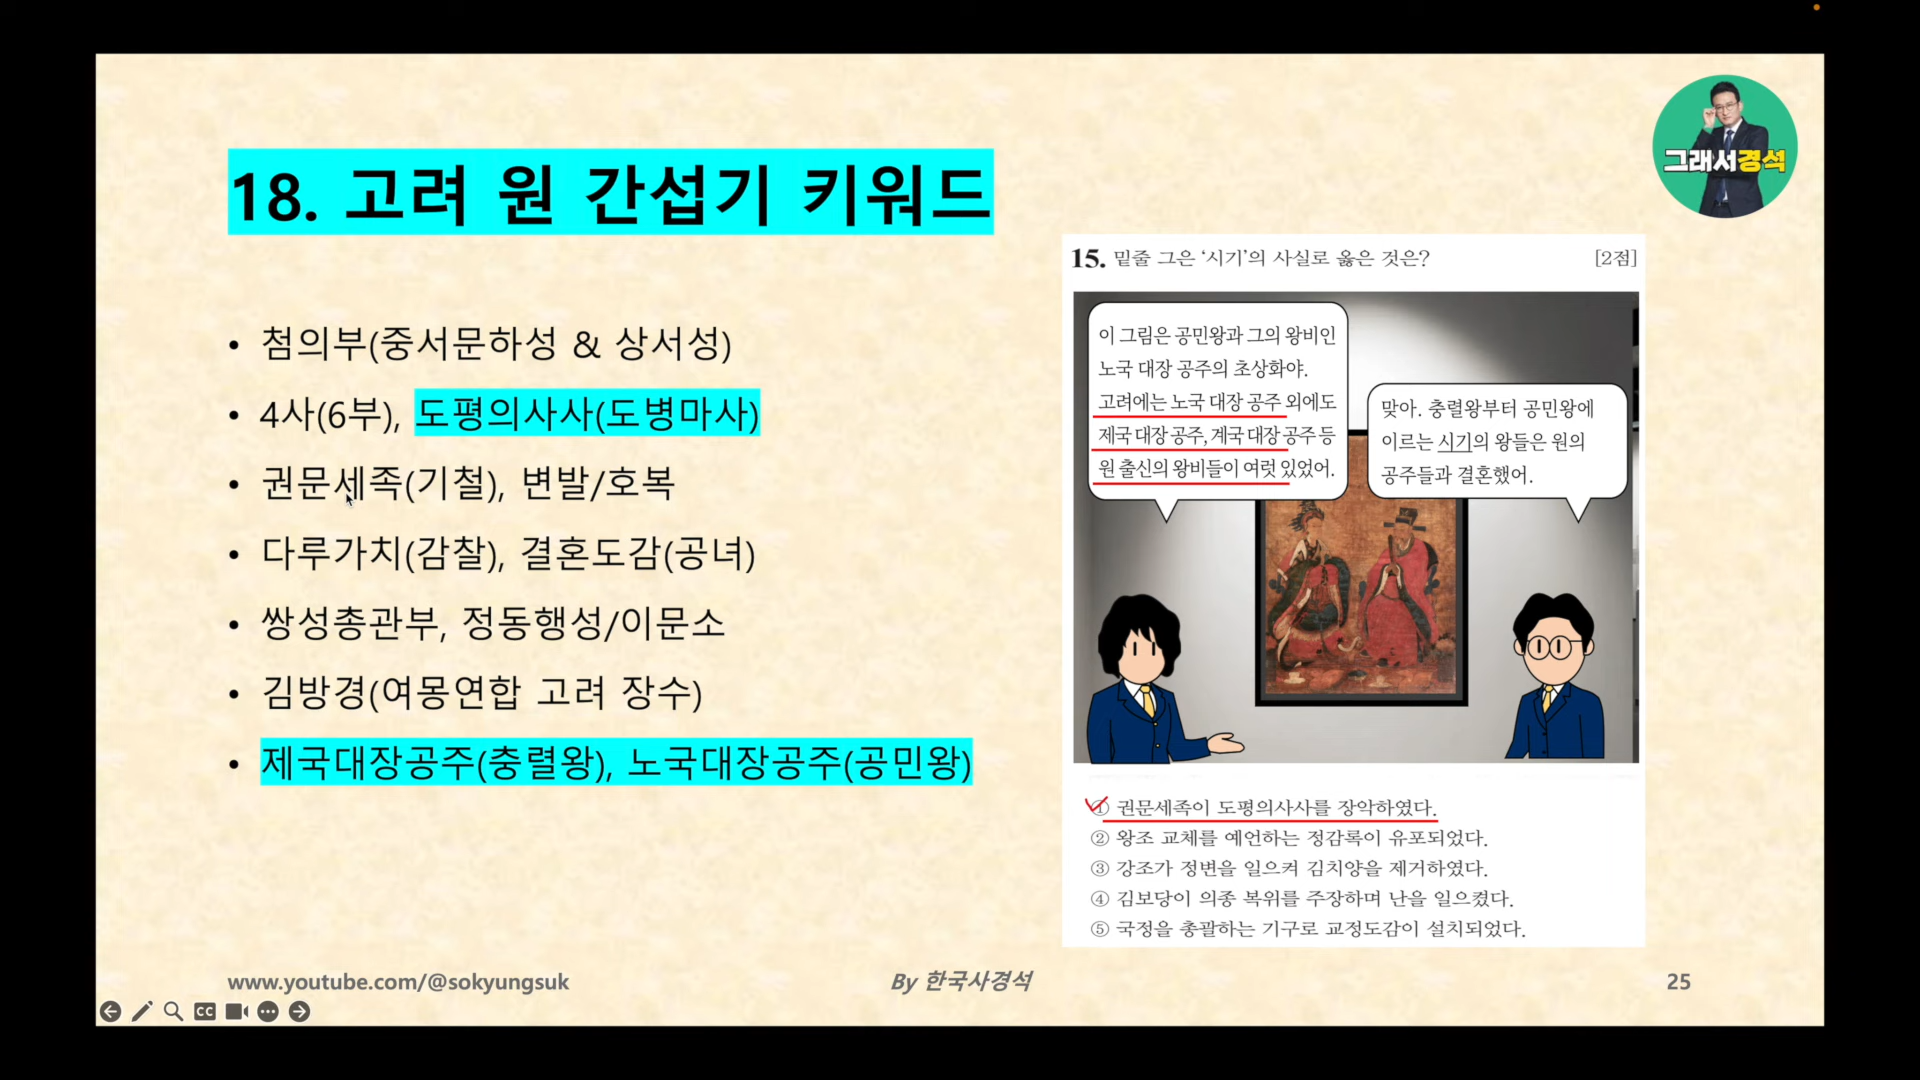 그래서경석
18. 고려 원 간섭기 키워드
• 첨의부(중서문하성 & 상서성)
• 4사(6부), 도평의사사(도병마사)
• 권문세족(기철), 변발/호복
• 다루가치(감찰), 결혼도감(공녀)
• 쌍성총관부, 정동행성/이문소
• 김방경(여몽연합 고려 장수)
• 제국대장공주(충렬왕), 노국대장공주(공민왕)
15. 밑줄 그은 ‘시기’의 사실로 옳은 것은? [2점]
이 그림은 공민왕과 그의 왕비인
노국 대장 공주의 초상화야.
고려에는 노국 대장 공주 외에도
제국 대장 공주, 계국 대장 공주 등
원 출신의 왕비들이 여럿 있었어.
맞아. 충렬왕부터 공민왕에
이르는 시기의 왕들은 원의
공주들과 결혼했어.
① 권문세족이 도평의사사를 장악하였다.
② 왕조 교체를 예언하는 정감록이 유포되었다.
③ 강조가 정변을 일으켜 김치양을 제거하였다.
④ 김보당이 의종 복위를 주장하며 난을 일으켰다.
⑤ 국정을 총괄하는 기구로 교정도감이 설치되었다.
www.youtube.com/@sokyungsuk
By 한국사경석
25
CC